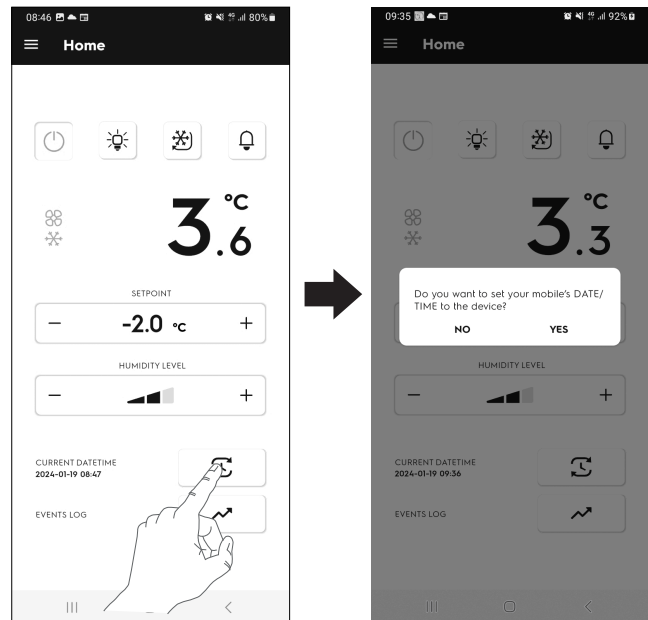 08:46 80%
Home
3.6 °C
SETPOINT
− -2.0 °C +
HUMIDITY LEVEL
− +
CURRENT DATETIME
2024-01-19 08:47
EVENTS LOG
09:35 92%
Home
3.3 °C
Do you want to set your mobile's DATE/
TIME to the device?
NO YES
HUMIDITY LEVEL
− +
CURRENT DATETIME
2024-01-19 09:36
EVENTS LOG